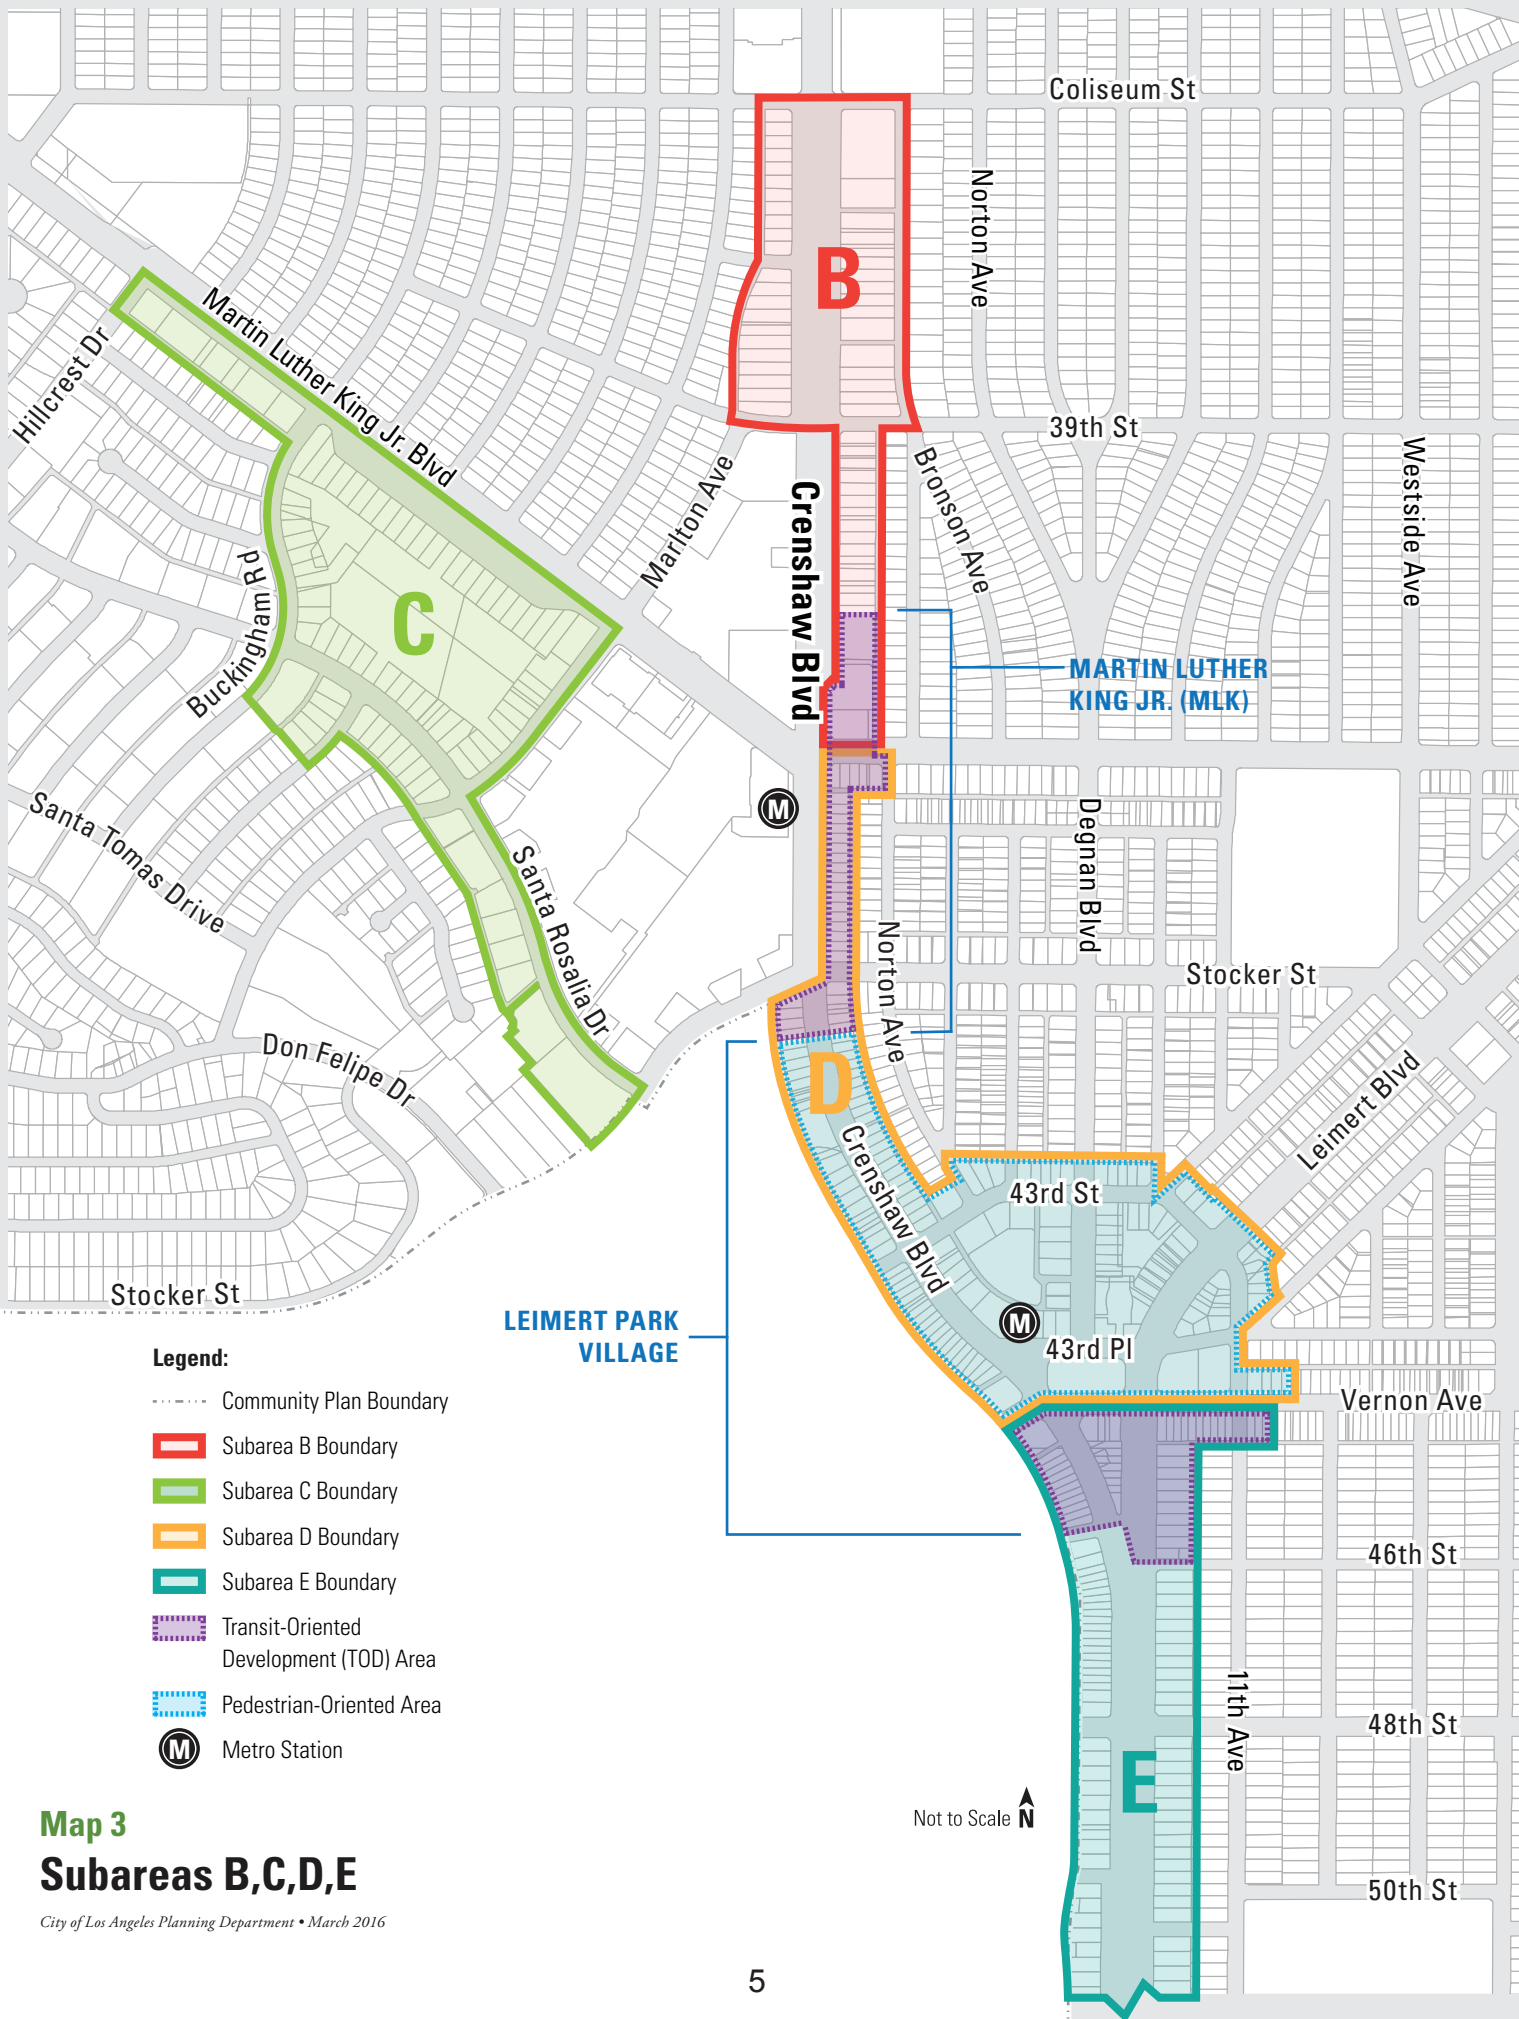 Coliseum St
Norton Ave
B
Martin Luther King Jr. Blvd
Hillcrest Dr
39th St
Marlton Ave
Crenshaw Blvd
Bronson Ave
Westside Ave
C
Buckingham Rd
MARTIN LUTHER
KING JR. (MLK)
M
Santa Tomas Drive
Santa Rosalia Dr
Degnan Blvd
Norton Ave
Stocker St
Don Felipe Dr
D
Crenshaw Blvd
Leimert Blvd
43rd St
Stocker St
LEIMERT PARK
VILLAGE
M
43rd Pl
Vernon Ave
Legend:
Community Plan Boundary
Subarea B Boundary
Subarea C Boundary
Subarea D Boundary
Subarea E Boundary
Transit-Oriented
Development (TOD) Area
Pedestrian-Oriented Area
M Metro Station
46th St
11th Ave
48th St
E
Not to Scale N
50th St
Map 3
Subareas B,C,D,E
City of Los Angeles Planning Department • March 2016
5